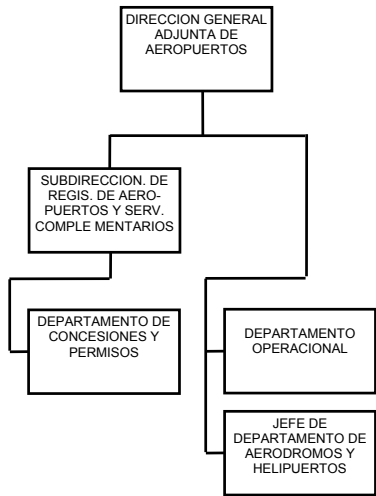 DIRECCION GENERAL
ADJUNTA DE
AEROPUERTOS
SUBDIRECCION. DE
REGIS. DE AERO-
PUERTOS Y SERV.
COMPLE MENTARIOS
DEPARTAMENTO DE
CONCESIONES Y
PERMISOS
DEPARTAMENTO
OPERACIONAL
JEFE DE
DEPARTAMENTO DE
AERODROMOS Y
HELIPUERTOS